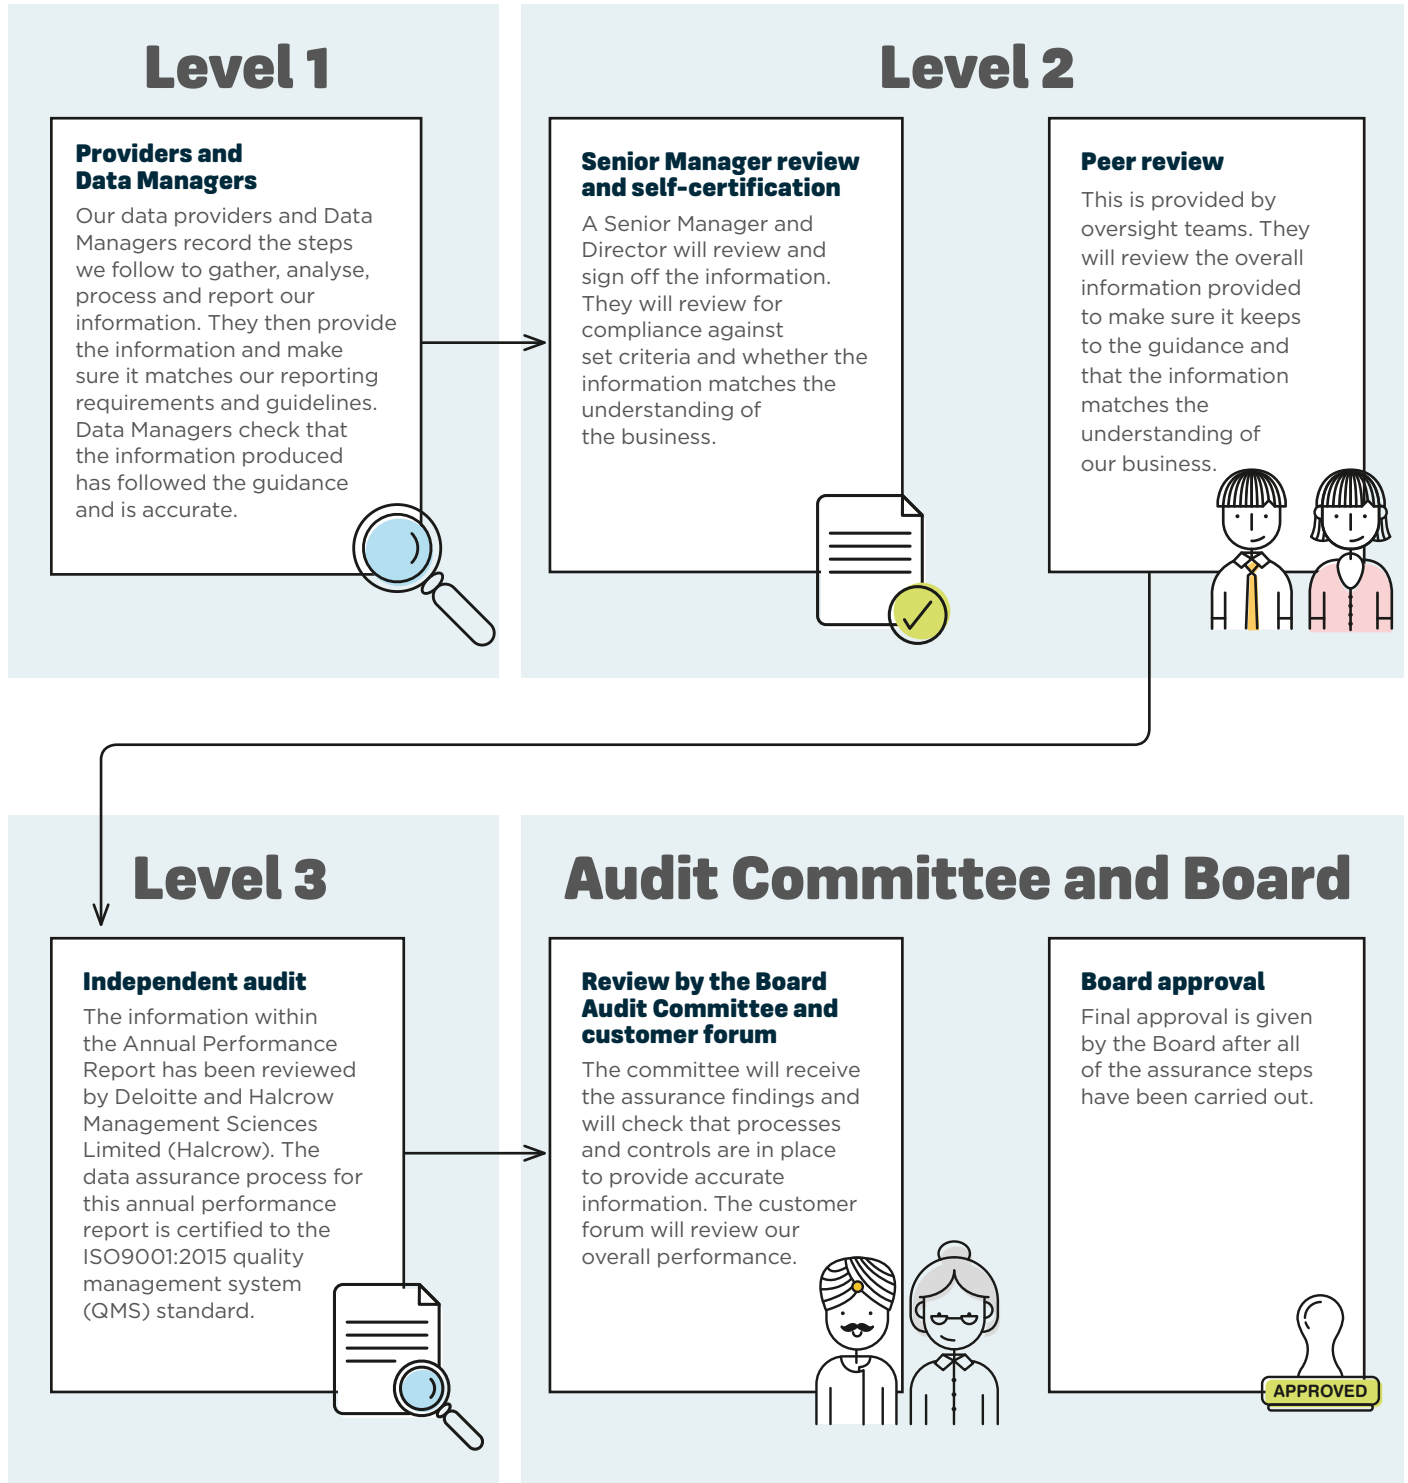 Level 1
Providers and
Data Managers
Our data providers and Data
Managers record the steps
we follow to gather, analyse,
process and report our
information. They then provide
the information and make
sure it matches our reporting
requirements and guidelines.
Data Managers check that
the information produced
has followed the guidance
and is accurate.
Level 2
Senior Manager review
and self-certification
A Senior Manager and
Director will review and
sign off the information.
They will review for
compliance against
set criteria and whether the
information matches the
understanding of
the business.
Peer review
This is provided by
oversight teams. They
will review the overall
information provided
to make sure it keeps
to the guidance and
that the information
matches the
understanding of
our business.
Level 3
Independent audit
The information within
the Annual Performance
Report has been reviewed
by Deloitte and Halcrow
Management Sciences
Limited (Halcrow). The
data assurance process for
this annual performance
report is certified to the
ISO9001:2015 quality
management system
(QMS) standard.
Audit Committee and Board
Review by the Board
Audit Committee and
customer forum
The committee will receive
the assurance findings and
will check that processes
and controls are in place
to provide accurate
information. The customer
forum will review our
overall performance.
Board approval
Final approval is given
by the Board after all
of the assurance steps
have been carried out.
APPROVED